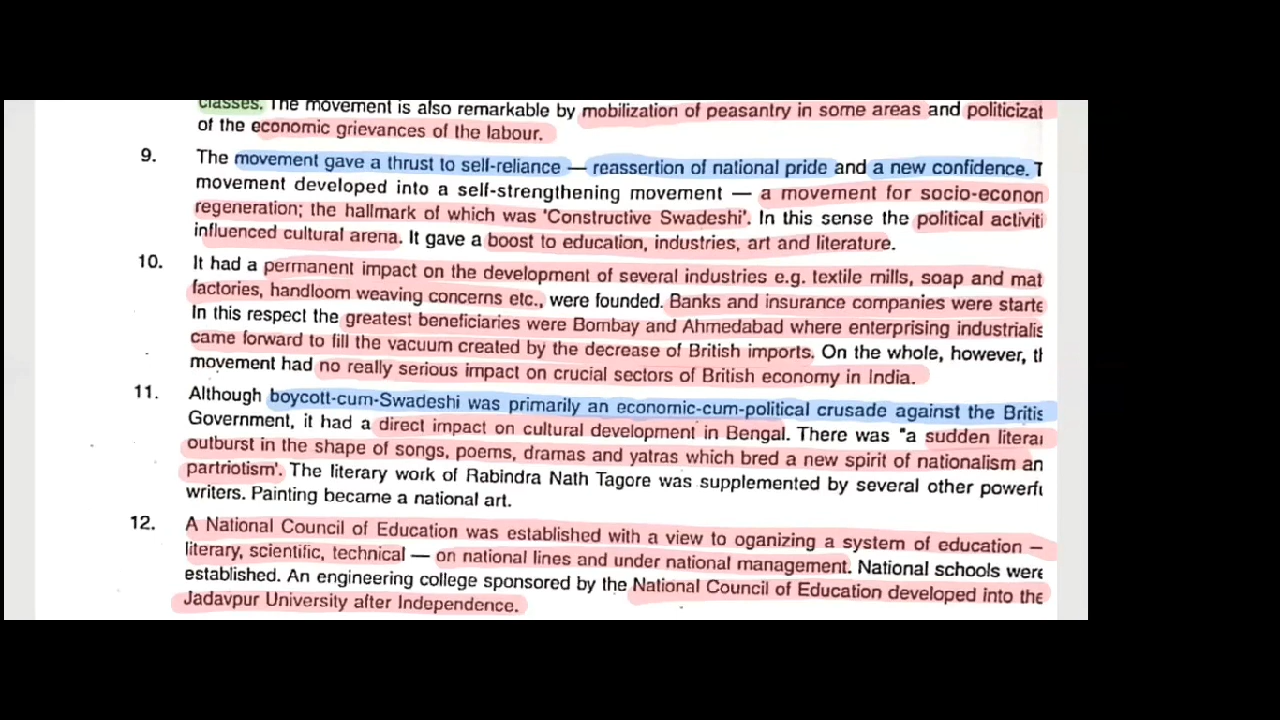 classes. The movement is also remarkable by mobilization of peasantry in some areas and politicizat
of the economic grievances of the labour.
9. The movement gave a thrust to self-reliance — reassertion of national pride and a new confidence. T
movement developed into a self-strengthening movement — a movement for socio-econon
regeneration; the hallmark of which was 'Constructive Swadeshi'. In this sense the political activiti
influenced cultural arena. It gave a boost to education, industries, art and literature.
10. It had a permanent impact on the development of several industries e.g. textile mills, soap and mat
factories, handloom weaving concerns etc., were founded. Banks and insurance companies were starte
In this respect the greatest beneficiaries were Bombay and Ahmedabad where enterprising industrialis
came forward to fill the vacuum created by the decrease of British imports. On the whole, however, th
movement had no really serious impact on crucial sectors of British economy in India.
11. Although boycott-cum-Swadeshi was primarily an economic-cum-political crusade against the Britis
Government, it had a direct impact on cultural development in Bengal. There was "a sudden literar
outburst in the shape of songs, poems, dramas and yatras which bred a new spirit of nationalism an
partriotism'. The literary work of Rabindra Nath Tagore was supplemented by several other powerfu
writers. Painting became a national art.
12. A National Council of Education was established with a view to oganizing a system of education —
literary, scientific, technical — on national lines and under national management. National schools were
established. An engineering college sponsored by the National Council of Education developed into the
Jadavpur University after Independence.